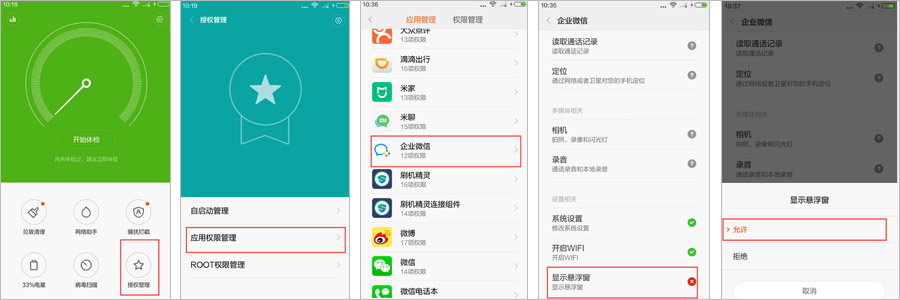 10:18
开始体检
尚未体检过，建议立即体检
垃圾清理
网络助手
骚扰拦截
33%电量
病毒扫描
授权管理
10:19
授权管理
自启动管理
应用权限管理
ROOT权限管理
10:36
应用管理
权限管理
大众点评
13项权限
滴滴出行
16项权限
米家
13项权限
米聊
15项权限
企业微信
12项权限
刷机精灵
16项权限
刷机精灵连接组件
14项权限
微博
17项权限
微信
14项权限
微信电话本
10:36
企业微信
读取通话记录
读取通话记录
定位
通过网络或者卫星对您的手机定位
多媒体相关
相机
拍照、录像和闪光灯
录音
通话录音和本地录音
设置相关
系统设置
修改系统设置
开启WIFI
开启WIFI
显示悬浮窗
显示悬浮窗
10:37
企业微信
读取通话记录
读取通话记录
定位
通过网络或者卫星对您的手机定位
多媒体相关
相机
拍照、录像和闪光灯
录音
通话录音和本地录音
显示悬浮窗
允许
拒绝
取消